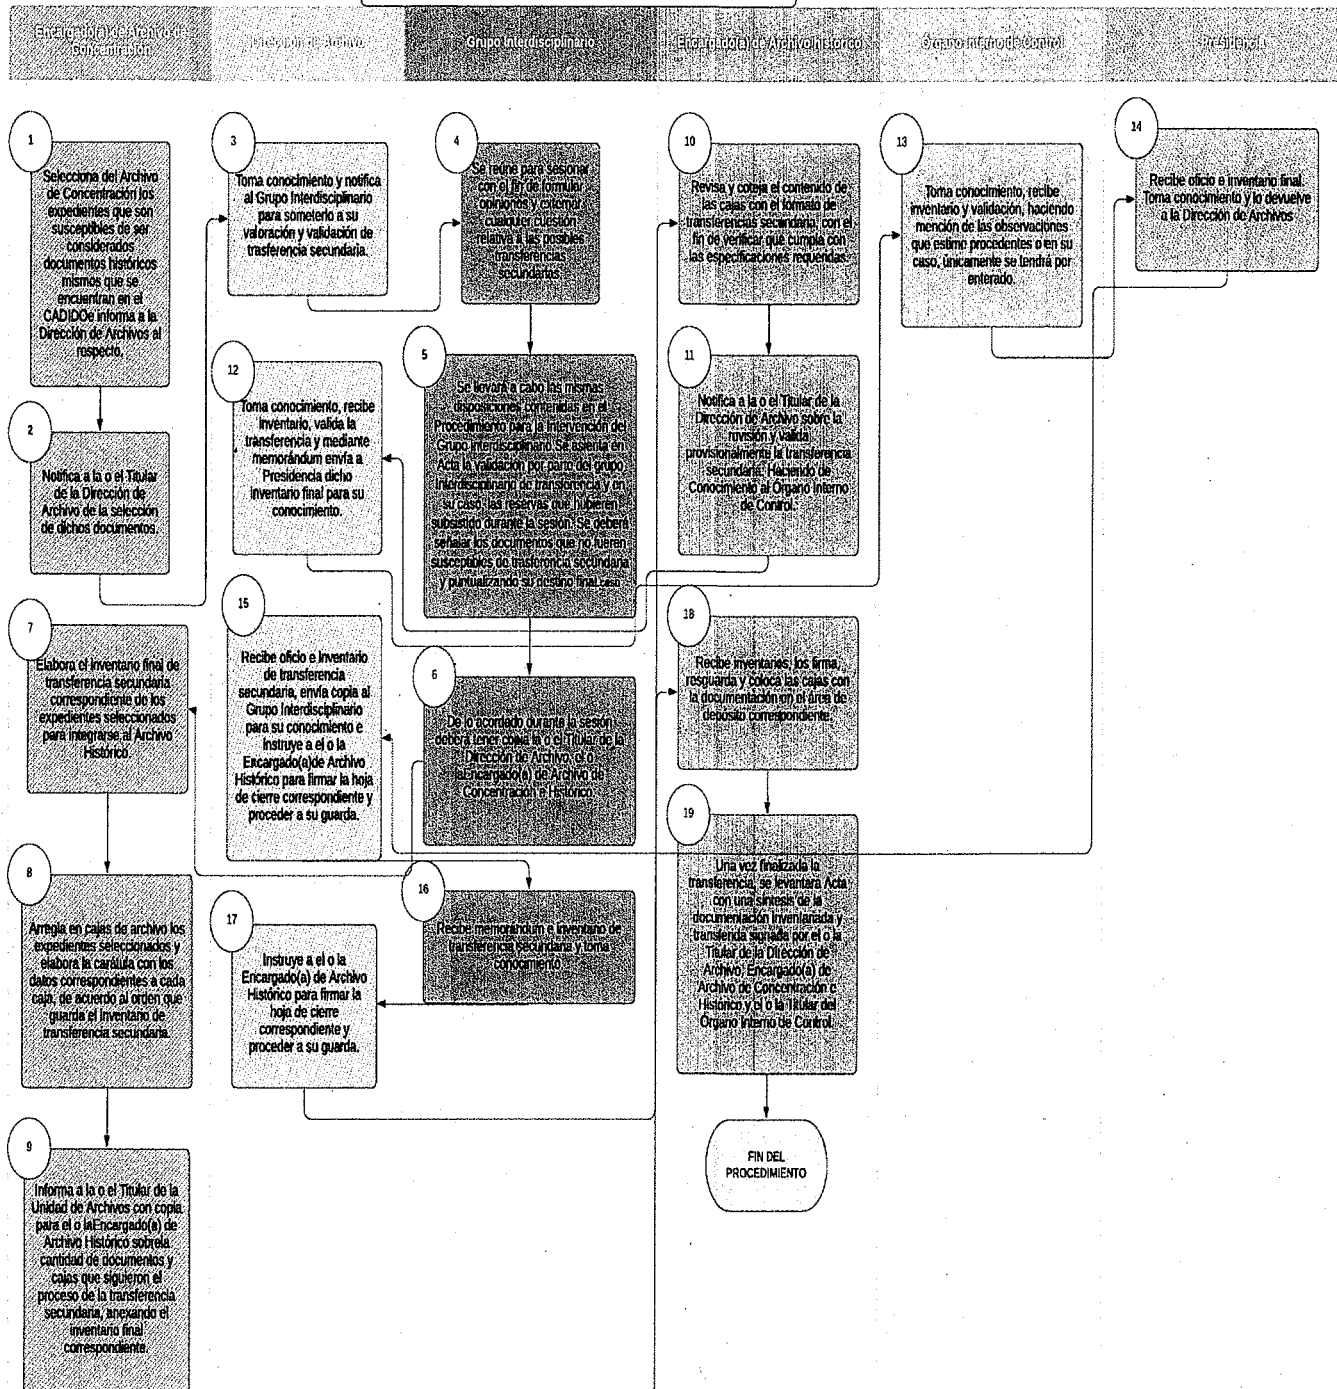 Encargado(a) de Archivo de
Concentración
Dirección de Archivo
Grupo Interdisciplinario
Encargado(a) de Archivo histórico
Órgano Interno de Control
Presidencia
1
Selecciona del Archivo
de Concentración los
expedientes que son
susceptibles de ser
considerados
documentos históricos
mismos que se
encuentran en el
CADIDOe informa a la
Dirección de Archivos al
respecto.
2
Notifica a la o el Titular
de la Dirección de
Archivo de la selección
de dichos documentos.
3
Toma conocimiento y notifica
al Grupo Interdisciplinario
para someterlo a su
valoración y validación de
trasferencia secundaria.
4
Se reúne para sesionar
con el fin de formular
opiniones y externar
cualquier cuestión
relativa a las posibles
transferencias
secundarias
5
Se llevará a cabo las mismas
disposiciones contenidas en el
Procedimiento para la Intervención del
Grupo Interdisciplinario.Se asienta en
Acta la validación por parte del grupo
Interdisciplinario de transferencia y en
su caso, las reservas que hubieren
subsistido durante la sesión. Se deberá
señalar los documentos que no fueren
susceptibles de trasferencia secundaria
y puntualizando su destino final.caso
6
De lo acordado durante la sesión
deberá tener copia la o el Titular de la
Dirección de Archivo, el o
laEncargado(a) de Archivo de
Concentración e Histórico.
7
Elabora el inventario final de
transferencia secundaria
correspondiente de los
expedientes seleccionados
para integrarse al Archivo
Histórico.
8
Arregla en cajas de archivo los
expedientes seleccionados y
elabora la carátula con los
datos correspondientes a cada
caja, de acuerdo al orden que
guarda el inventario de
transferencia secundaria.
9
Informa a la o el Titular de la
Unidad de Archivos con copia
para el o laEncargado(a) de
Archivo Histórico sobrela
cantidad de documentos y
cajas que siguieron el
proceso de la transferencia
secundaria, anexando el
inventario final
correspondiente.
10
Revisa y coteja el contenido de
las cajas con el formato de
transferencias secundaria, con el
fin de verificar que cumpla con
las especificaciones requeridas.
11
Notifica a la o el Titular de la
Dirección de Archivo sobre la
revisión y valida
provisionalmente la transferencia
secundaria. Haciendo de
Conocimiento al Órgano Interno
de Control.
12
Toma conocimiento, recibe
Inventario, valida la
transferencia y mediante
memorándum envía a
Presidencia dicho
Inventario final para su
conocimiento.
13
Toma conocimiento, recibe
inventario y validación, haciendo
mención de las observaciones
que estime procedentes o en su
caso, únicamente se tendrá por
enterado.
14
Recibe oficio e inventario final.
Toma conocimiento y lo devuelve
a la Dirección de Archivos
15
Recibe oficio e Inventario
de transferencia
secundaria, envía copia al
Grupo Interdisciplinario
para su conocimiento e
Instruye a el o la
Encargado(a)de Archivo
Histórico para firmar la hoja
de cierre correspondiente y
proceder a su guarda.
16
Recibe memorándum e inventario de
transferencia secundaria y toma
conocimiento
17
Instruye a el o la
Encargado(a) de Archivo
Histórico para firmar la
hoja de cierre
correspondiente y
proceder a su guarda.
18
Recibe inventarios, los firma,
resguarda y coloca las cajas con
la documentación en el área de
depósito correspondiente.
19
Una vez finalizada la
transferencia, se levantará Acta
con una síntesis de la
documentación inventariada y
transferida signada por el o la
Titular de la Dirección de
Archivo, Encargado(a) de
Archivo de Concentración e
Histórico y el o la Titular del
Órgano Interno de Control.
FIN DEL
PROCEDIMIENTO